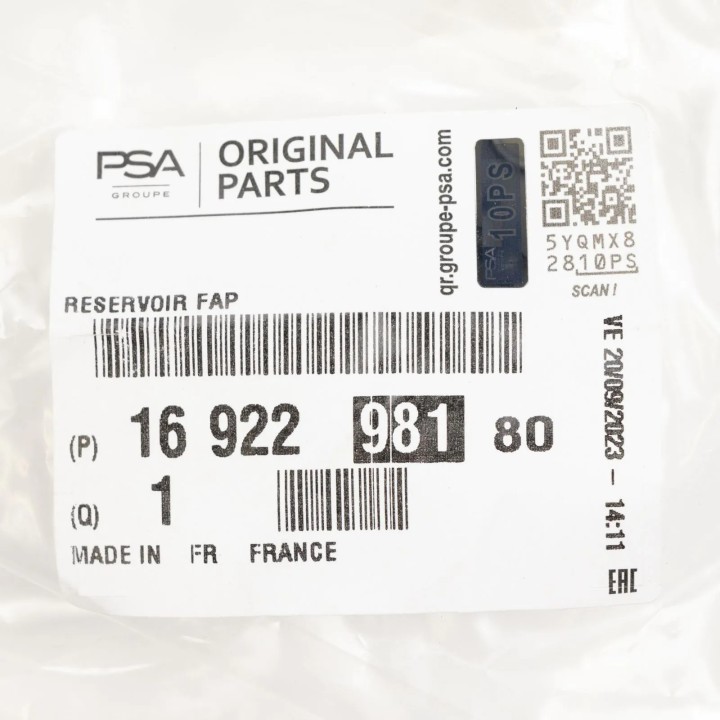 PSA
GROUPE
ORIGINAL
PARTS
qr.groupe-psa.com
PSA 10PS
5YQMX8
2810PS
SCAN!
RESERVOIR FAP
(P) 16 922 981 80
(Q) 1
MADE IN FR FRANCE
VE 20/09/2023 - 14:11
EAC